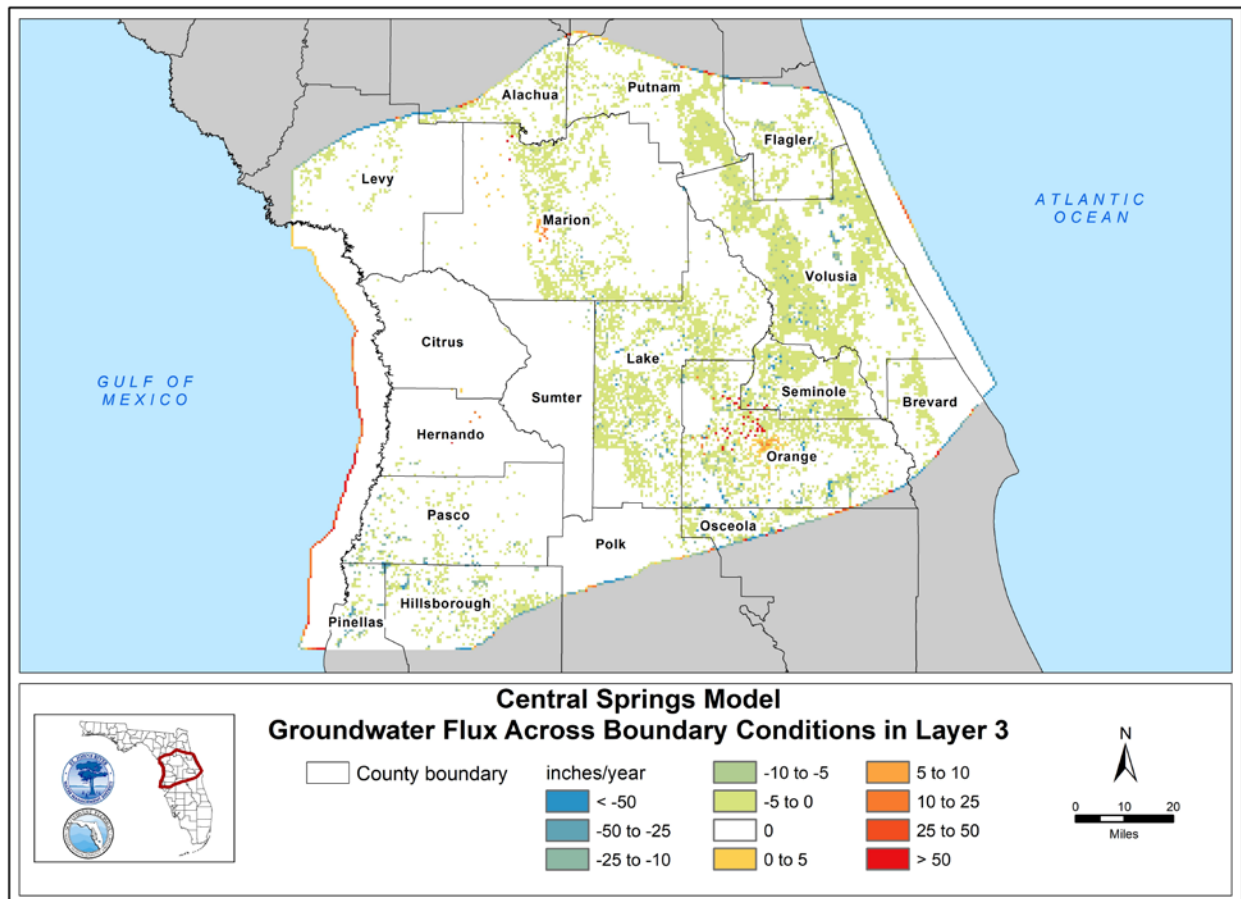 Alachua
Putnam
Flagler
Levy
Marion
ATLANTIC
OCEAN
Volusia
Citrus
Lake
GULF OF
MEXICO
Sumter
Seminole
Brevard
Hernando
Orange
Pasco
Osceola
Polk
Hillsborough
Pinellas
Central Springs Model
Groundwater Flux Across Boundary Conditions in Layer 3
County boundary
inches/year
< -50
-50 to -25
-25 to -10
-10 to -5
-5 to 0
0
0 to 5
5 to 10
10 to 25
25 to 50
> 50
N
0 10 20
Miles